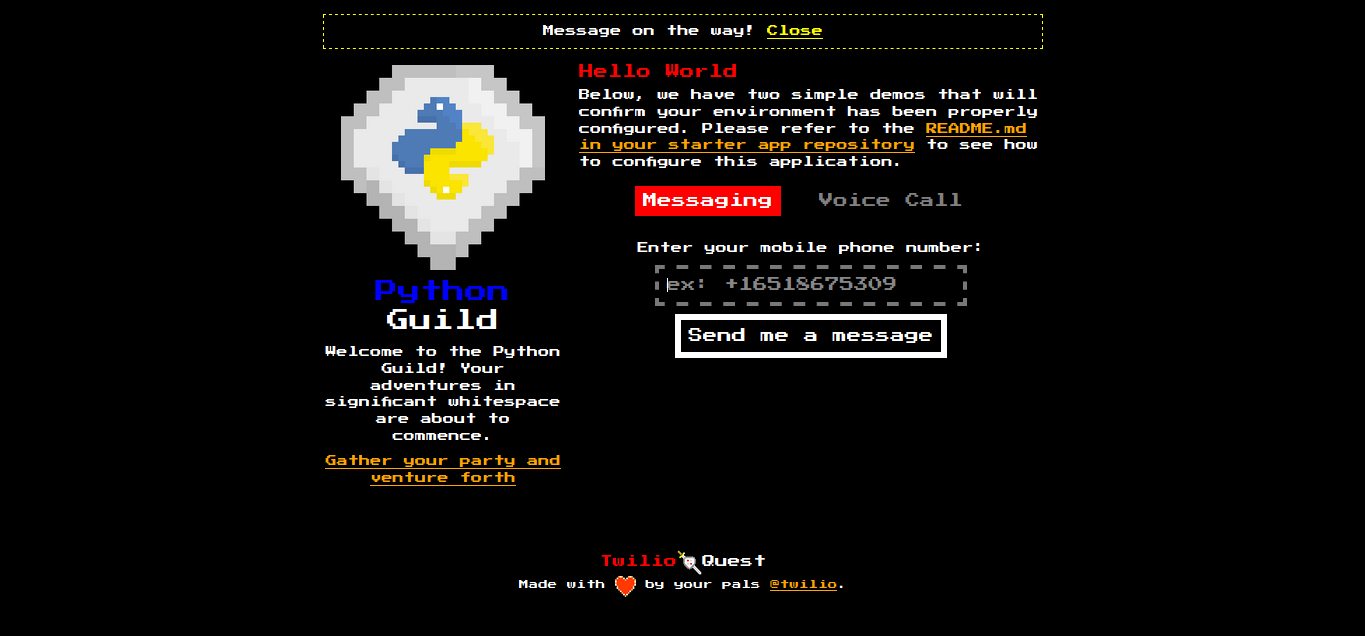 Message on the way! Close
Hello World
Below, we have two simple demos that will
confirm your environment has been properly
configured. Please refer to the README.md
in your starter app repository to see how
to configure this application.
Messaging Voice Call
Enter your mobile phone number:
ex: +16518675309
Send me a message
Python
Guild
Welcome to the Python
Guild! Your
adventures in
significant whitespace
are about to
commence.
Gather your party and
venture forth
Twilio Quest
Made with by your pals @twilio.